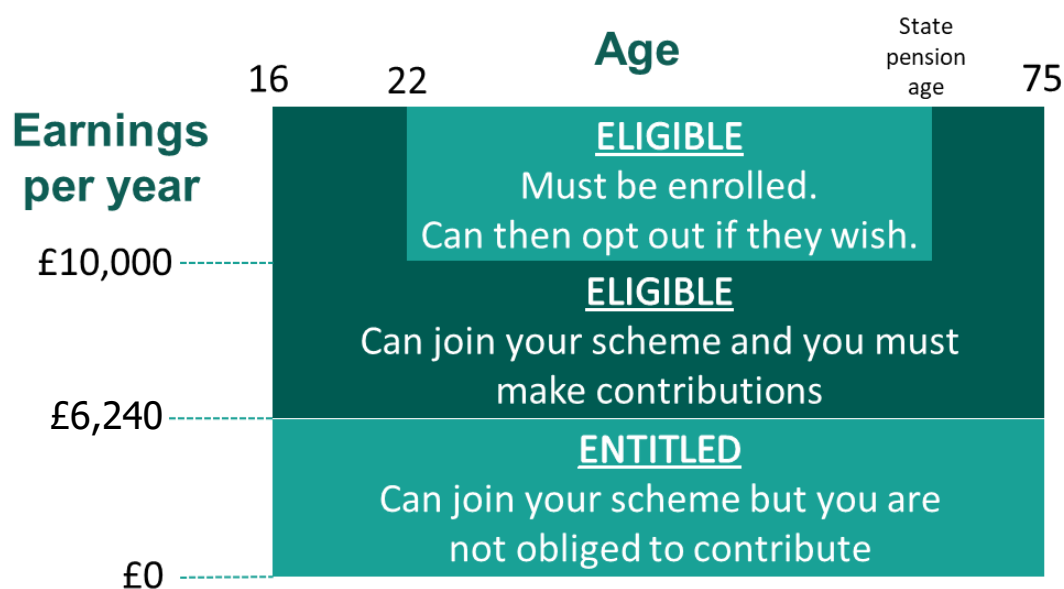 Age
State
pension
age
16
22
75
Earnings
per year
ELIGIBLE
Must be enrolled.
Can then opt out if they wish.
£10,000
ELIGIBLE
Can join your scheme and you must
make contributions
£6,240
ENTITLED
Can join your scheme but you are
not obliged to contribute
£0